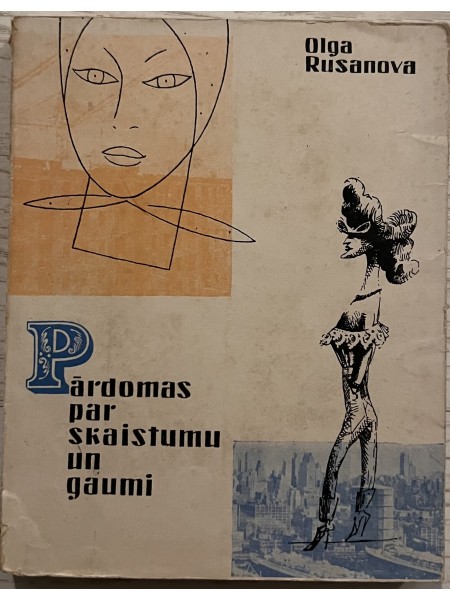 Olga
Rusanova
Pārdomas
par
skaistumu
un
gaumi